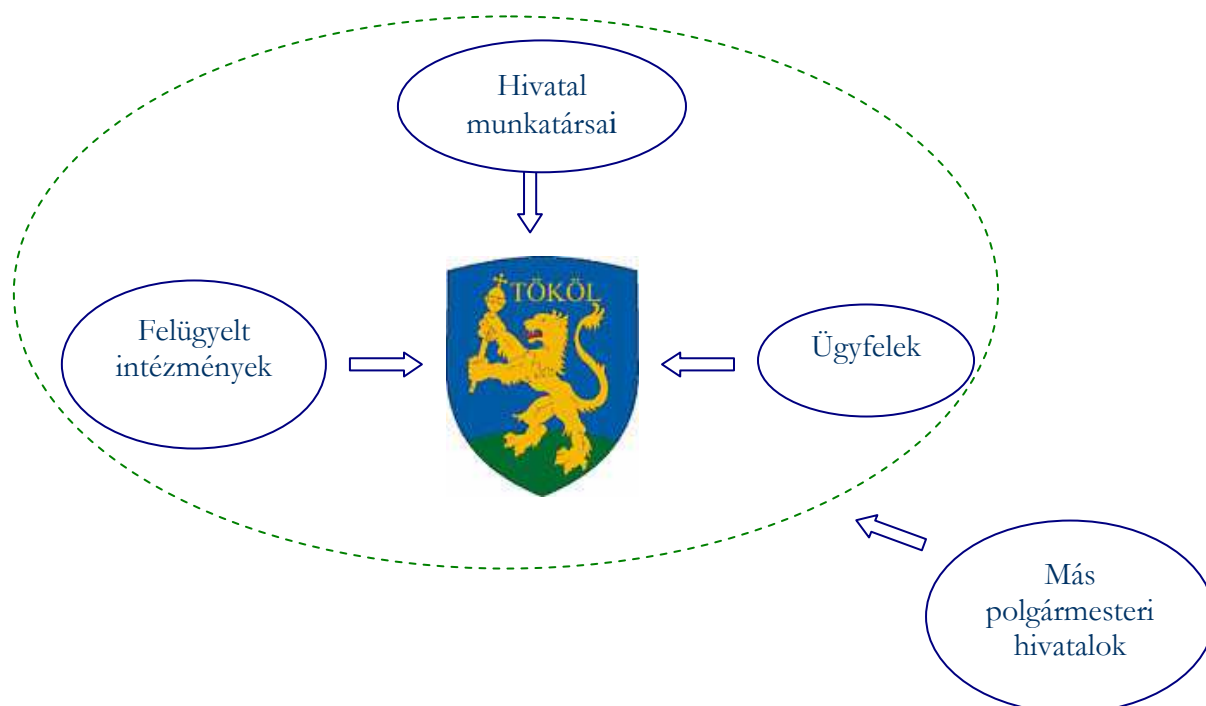 Hivatal
munkatársai
TÖKÖL
Felügyelt
intézmények
Ügyfelek
Más
polgármesteri
hivatalok